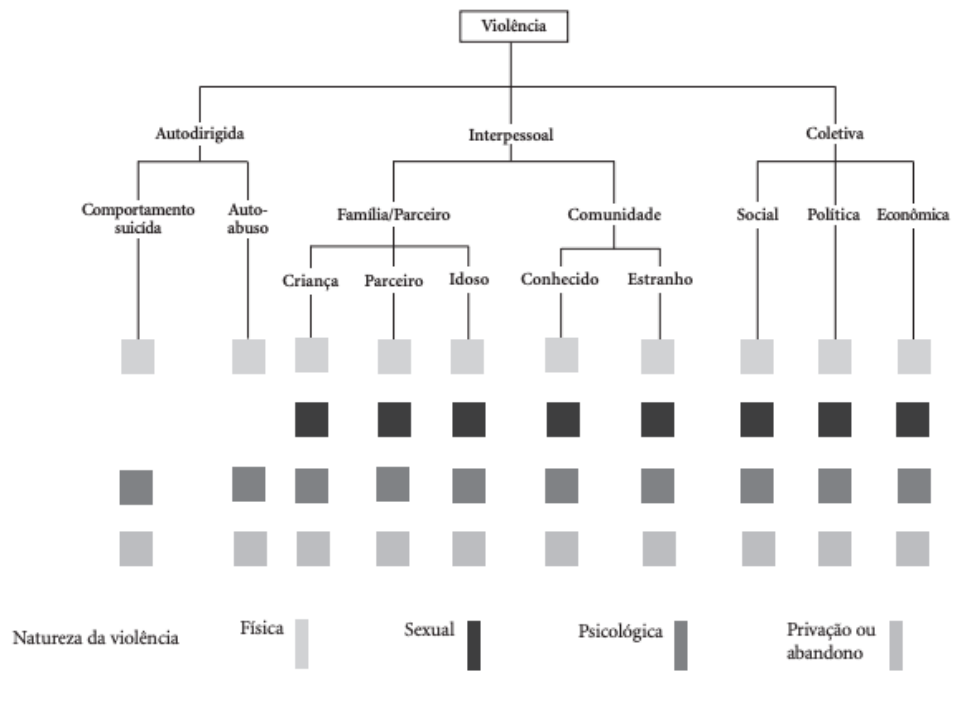 Violência
Autodirigida
Interpessoal
Coletiva
Comportamento
suicída
Auto-
abuso
Família/Parceiro
Comunidade
Social
Política
Econômica
Criança
Parceiro
Idoso
Conhecido
Estranho
Natureza da violência
Física
Sexual
Psicológica
Privação ou
abandono